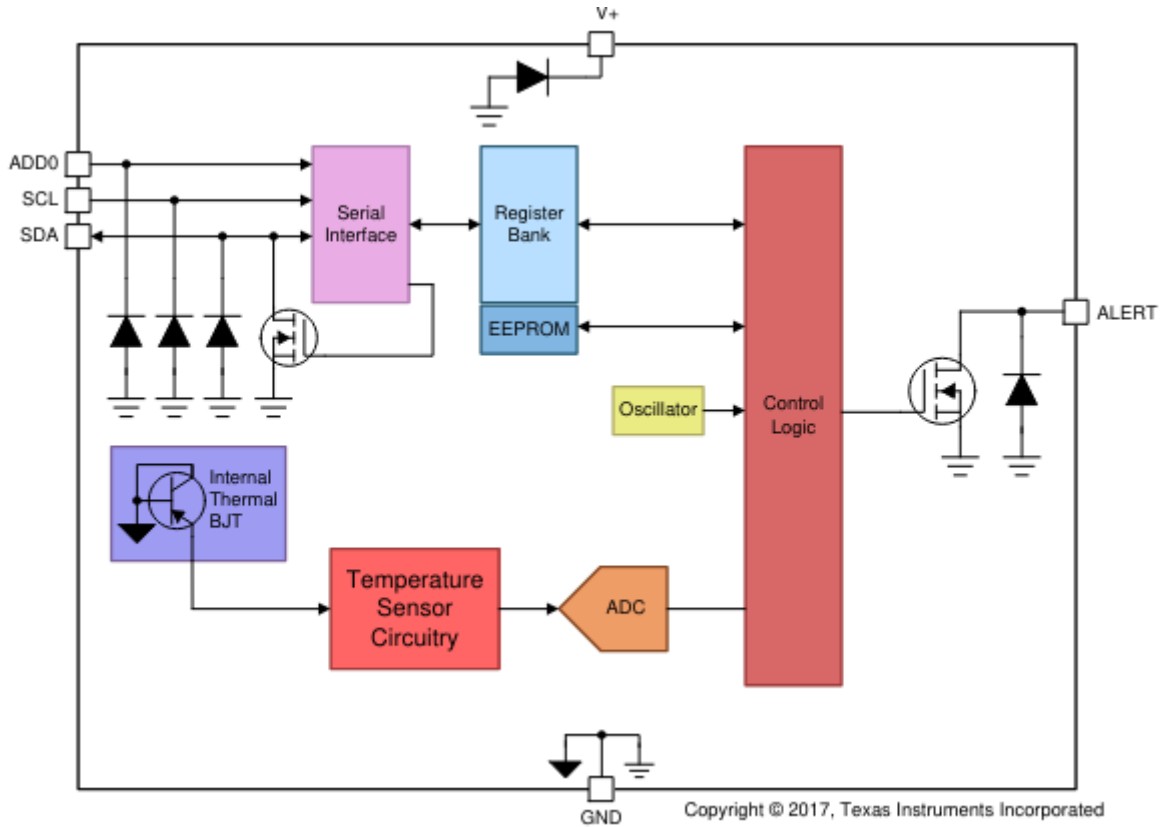 V+
ADD0
SCL
SDA
Serial
Interface
Register
Bank
EEPROM
Oscillator
Control
Logic
ALERT
Internal
Thermal
BJT
Temperature
Sensor
Circuitry
ADC
GND
Copyright © 2017, Texas Instruments Incorporated